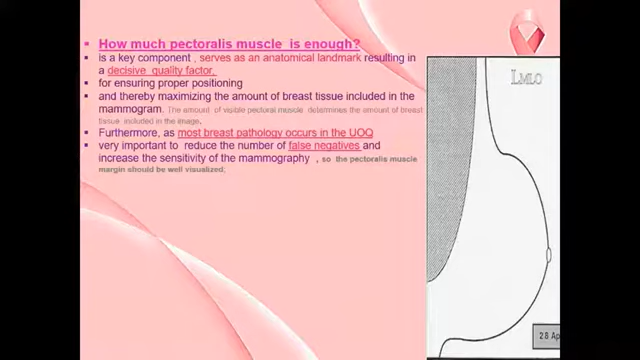 How much pectoralis muscle is enough?
is a key component , serves as an anatomical landmark resulting in
a decisive quality factor,
for ensuring proper positioning
and thereby maximizing the amount of breast tissue included in the
mammogram. The amount of visible pectoral muscle determines the amount of breast
tissue included in the image.
Furthermore, as most breast pathology occurs in the UOQ
very important to reduce the number of false negatives and
increase the sensitivity of the mammography , so the pectoralis muscle
margin should be well visualized;
LMLO
28 Ap